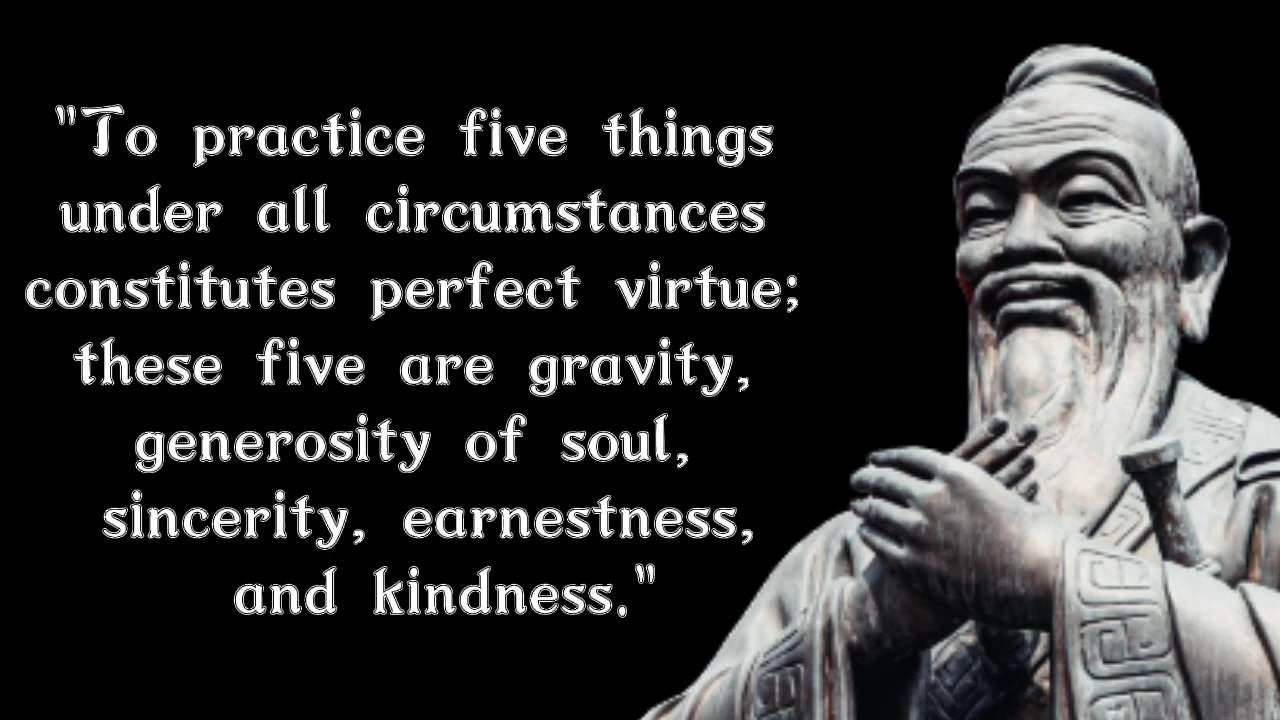 "To practice five things
under all circumstances
constitutes perfect virtue;
these five are gravity,
generosity of soul,
sincerity, earnestness,
and kindness."